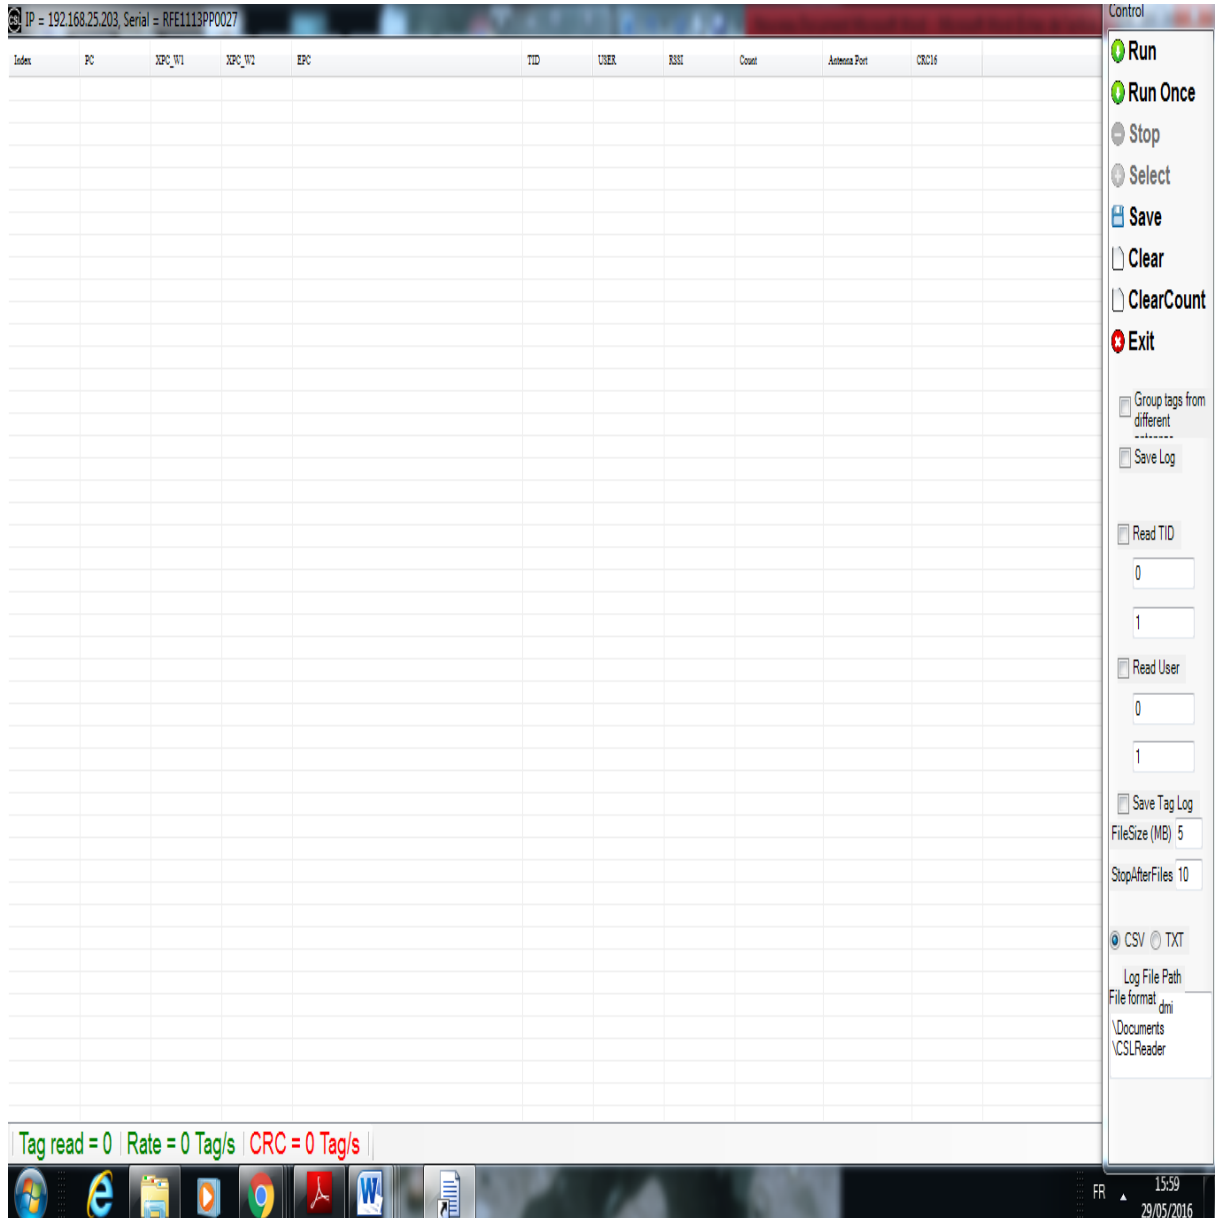 CSL IP = 192.168.25.203, Serial = RFE1113PP0027
Index PC XPC_W1 XPC_W2 EPC TID USER RSSI Count Antenna Port CRC16
Control
Run
Run Once
Stop
Select
Save
Clear
ClearCount
Exit
Group tags from
different
Save Log
Read TID
0
1
Read User
0
1
Save Tag Log
FileSize (MB) 5
StopAfterFiles 10
CSV TXT
Log File Path
File format dmi
\Documents
\CSLReader
Tag read = 0 Rate = 0 Tag/s CRC = 0 Tag/s
FR
15:59
29/05/2016